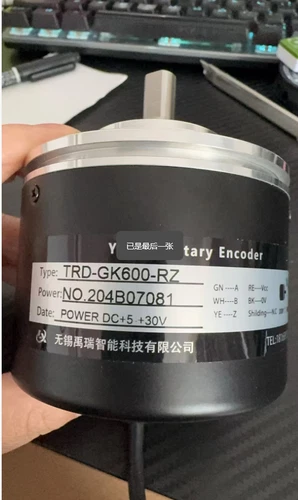 已是最后一张
tary Encoder
Type: TRD-GK600-RZ
Power: NO.204B07081
Date: POWER DC+5 +30V
GN---A RE---Vcc
WH---B BK---0V
YE---Z
无锡禹瑞智能科技有限公司